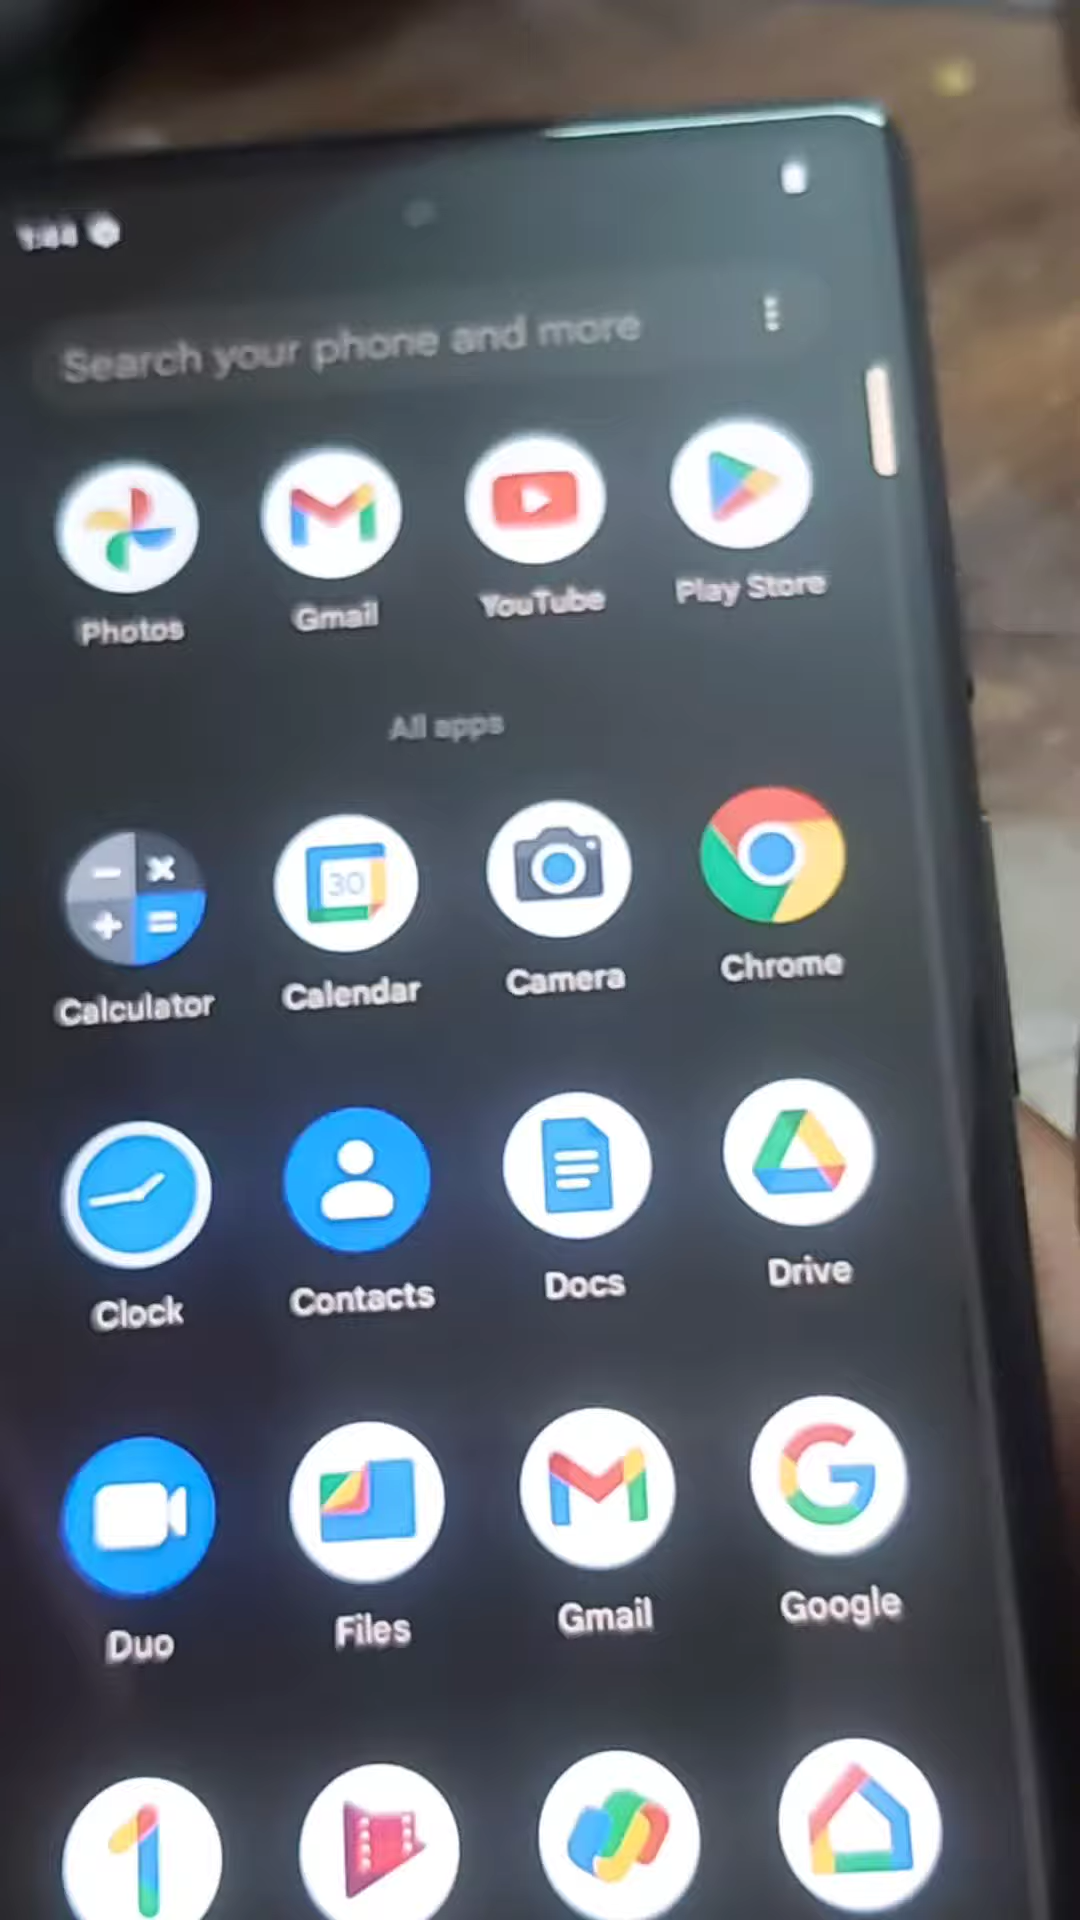 Search your phone and more
Photos Gmail YouTube Play Store
All apps
30
Calculator Calendar Camera Chrome
Clock Contacts Docs Drive
Duo Files Gmail Google